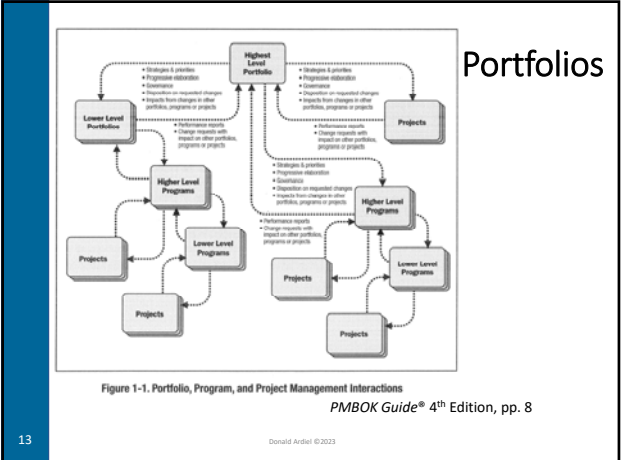 Portfolios
Highest
Level
Portfolio
• Strategies & priorities
• Progressive elaboration
• Governance
• Disposition on requested changes
• Impacts from changes in other
portfolios, programs or projects
• Strategies & priorities
• Progressive elaboration
• Governance
• Disposition on requested changes
• Impacts from changes in other
portfolios, programs or projects
Lower Level
Portfolios
Projects
• Performance reports
• Change requests with
impact on other portfolios,
programs or projects
• Performance reports
• Change requests with
impact on other portfolios,
programs or projects
• Strategies & priorities
• Progressive elaboration
• Governance
• Disposition on requested changes
• Impacts from changes in other
portfolios, programs or projects
Higher Level
Programs
Higher Level
Programs
• Performance reports
• Change requests with
impact on other portfolios,
programs or projects
Lower Level
Programs
Projects
Lower Level
Programs
Projects
Projects
Projects
Figure 1-1. Portfolio, Program, and Project Management Interactions
PMBOK Guide® 4th Edition, pp. 8
13
Donald Ardiel ©2023